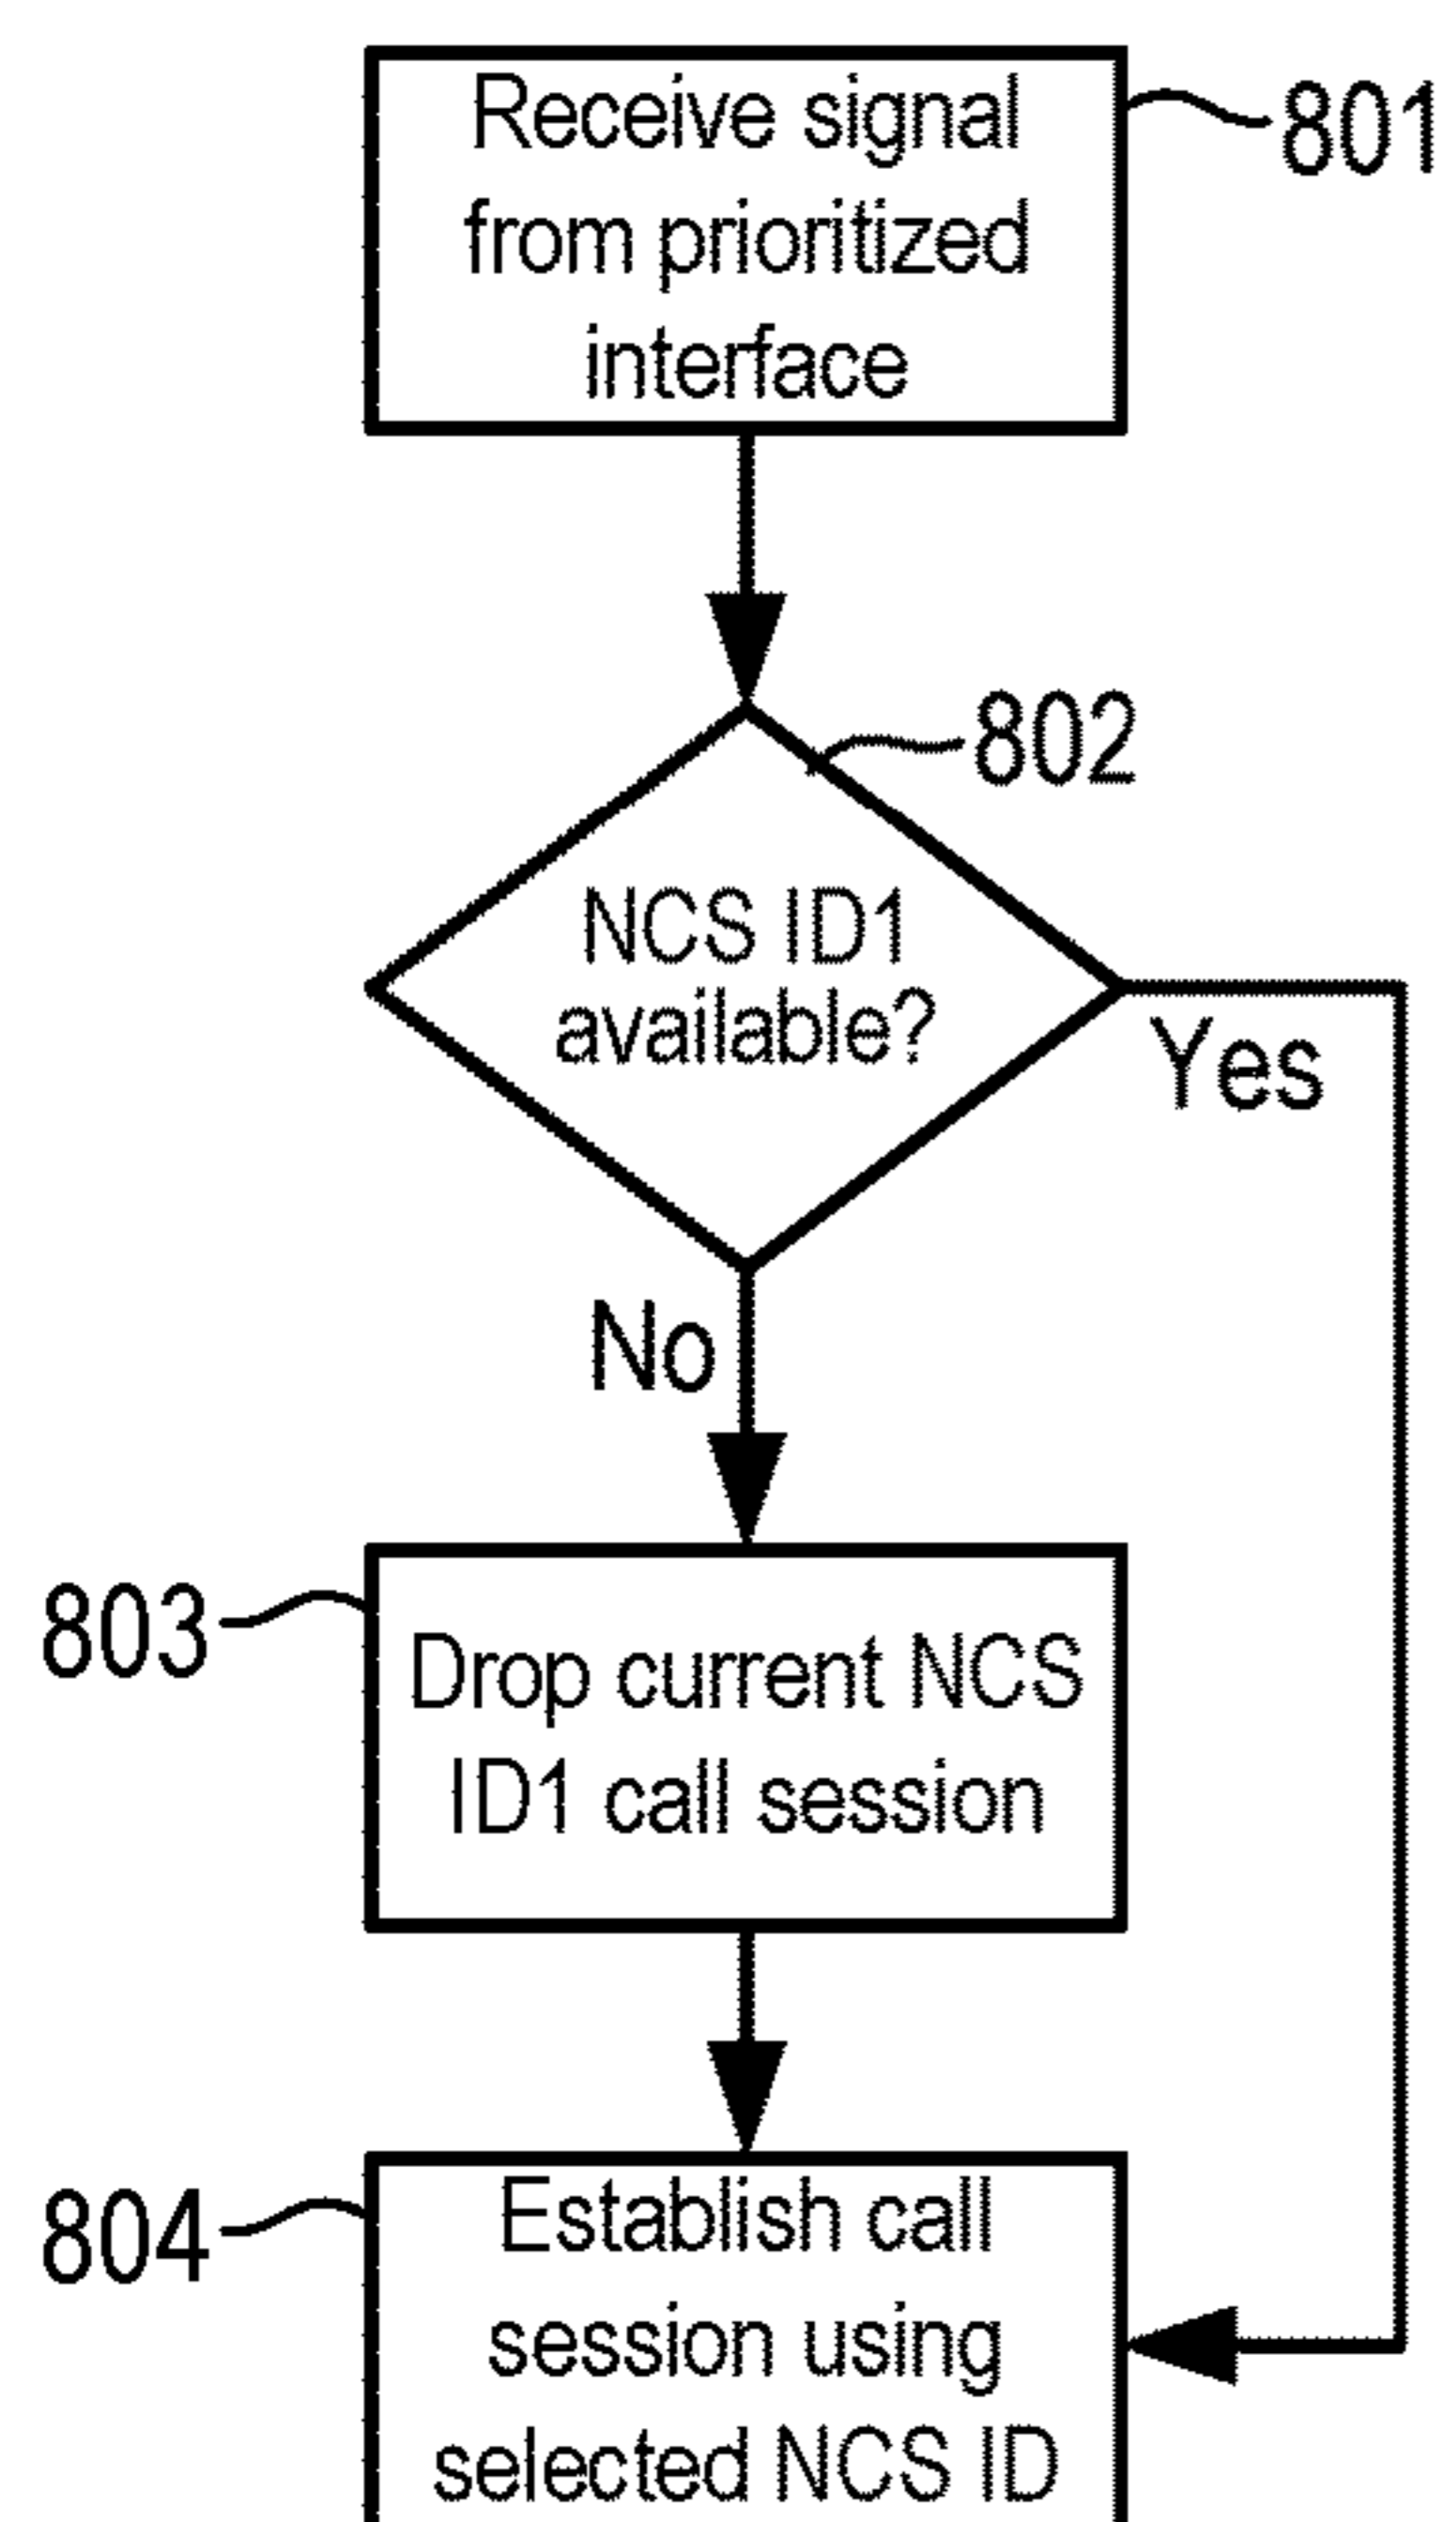 Receive signal
from prioritized
interface
801
802
NCS ID1
available?
Yes
No
803
Drop current NCS
ID1 call session
804
Establish call
session using
selected NCS ID